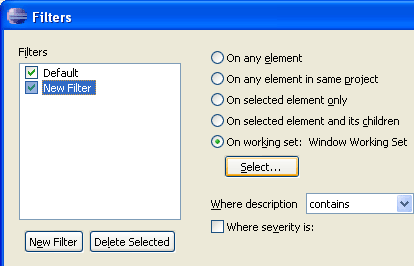 Filters
Filters
Default
New Filter
On any element
On any element in same project
On selected element only
On selected element and its children
On working set: Window Working Set
Select...
Where description contains
Where severity is:
New Filter Delete Selected